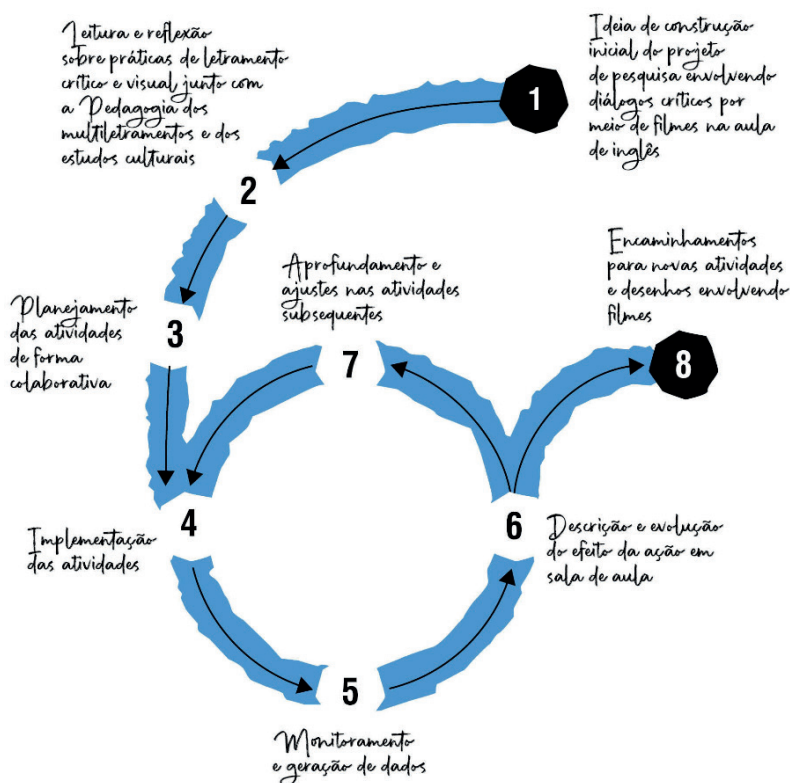 1
Ideia de construção
inicial do projeto
de pesquisa envolvendo
diálogos críticos por
meio de filmes na aula
de inglês
2
Leitura e reflexão
sobre práticas de letramento
crítico e visual junto com
a Pedagogia dos
multiletramentos e dos
estudos culturais
3
Planejamento
das atividades
de forma
colaborativa
4
Implementação
das atividades
5
Monitoramento
e geração de dados
6
Descrição e evolução
do efeito da ação em
sala de aula
7
Aprofundamento e
ajustes nas atividades
subsequentes
8
Encaminhamentos
para novas atividades
e desenhos envolvendo
filmes